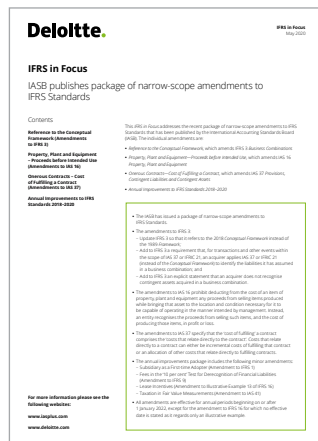 Deloitte.
IFRS in Focus
May 2020
IFRS in Focus
IASB publishes package of narrow-scope amendments to
IFRS Standards
Contents
Reference to the Conceptual
Framework (Amendments
to IFRS 3)
Property, Plant and Equipment
– Proceeds before Intended Use
(Amendments to IAS 16)
Onerous Contracts – Cost
of Fulfilling a Contract
(Amendments to IAS 37)
Annual Improvements to IFRS
Standards 2018–2020
This IFRS in Focus addresses the recent package of narrow-scope amendments to IFRS
Standards that has been published by the International Accounting Standards Board
(IASB). The individual amendments are:
• Reference to the Conceptual Framework, which amends IFRS 3 Business Combinations
• Property, Plant and Equipment—Proceeds before Intended Use, which amends IAS 16
Property, Plant and Equipment
• Onerous Contracts—Cost of Fulfilling a Contract, which amends IAS 37 Provisions,
Contingent Liabilities and Contingent Assets
• Annual Improvements to IFRS Standards 2018–2020
• The IASB has issued a package of narrow-scope amendments to
IFRS Standards.
• The amendments to IFRS 3:
– Update IFRS 3 so that it refers to the 2018 Conceptual Framework instead of
the 1989 Framework;
– Add to IFRS 3 a requirement that, for transactions and other events within
the scope of IAS 37 or IFRIC 21, an acquirer applies IAS 37 or IFRIC 21
(instead of the Conceptual Framework) to identify the liabilities it has assumed
in a business combination; and
– Add to IFRS 3 an explicit statement that an acquirer does not recognise
contingent assets acquired in a business combination
• The amendments to IAS 16 prohibit deducting from the cost of an item of
property, plant and equipment any proceeds from selling items produced
while bringing that asset to the location and condition necessary for it to
be capable of operating in the manner intended by management. Instead,
an entity recognises the proceeds from selling such items, and the cost of
producing those items, in profit or loss.
• The amendments to IAS 37 specify that the 'cost of fulfilling' a contract
comprises the costs that relate directly to the contract. Costs that relate
directly to a contract can either be incremental costs of fulfilling that contract
or an allocation of other costs that relate directly to fulfilling contracts.
• The annual improvements package includes the following minor amendments:
– Subsidiary as a First-time Adopter (Amendment to IFRS 1)
– Fees in the '10 per cent' Test for Derecognition of Financial Liabilities
(Amendment to IFRS 9)
– Lease Incentives (Amendment to Illustrative Example 13 of IFRS 16)
– Taxation in Fair Value Measurements (Amendment to IAS 41)
• All amendments are effective for annual periods beginning on or after
1 January 2022, except for the amendment to IFRS 16 for which no effective
date is stated as it regards only an illustrative example.
For more information please see the
following websites:
www.iasplus.com
www.deloitte.com